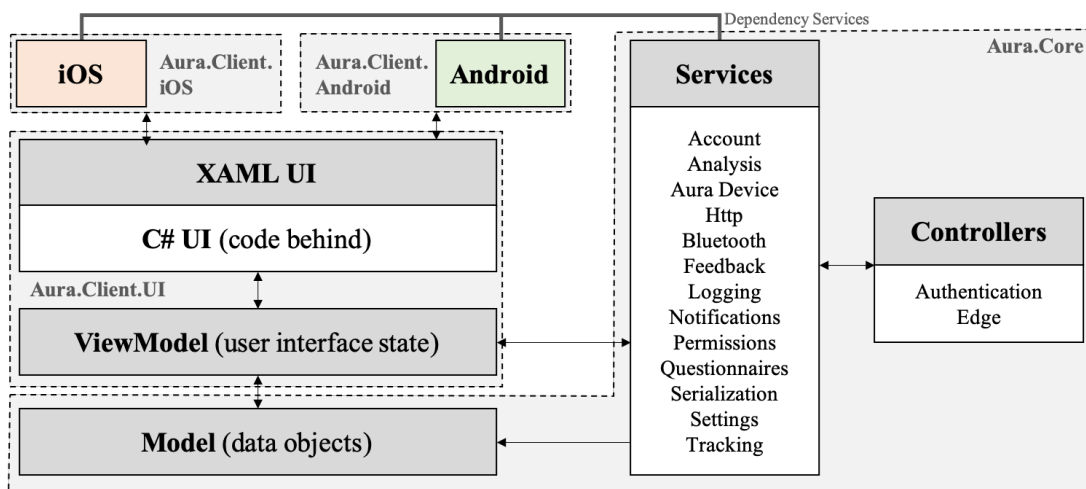 Dependency Services
iOS
Aura.Client.
iOS
Aura.Client.
Android
Android
Aura.Core
Services
Account
Analysis
Aura Device
Http
Bluetooth
Feedback
Logging
Notifications
Permissions
Questionnaires
Serialization
Settings
Tracking
Controllers
Authentication
Edge
XAML UI
C# UI (code behind)
Aura.Client.UI
ViewModel (user interface state)
Model (data objects)